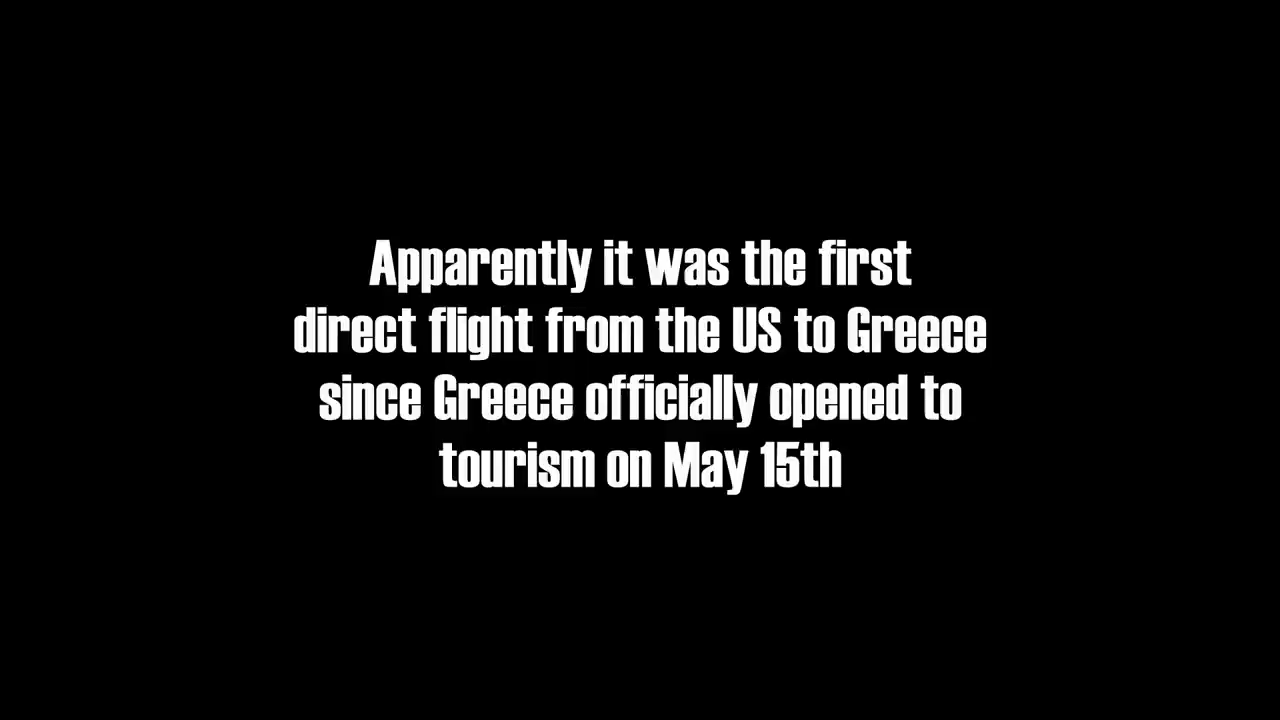 Apparently it was the first
direct flight from the US to Greece
since Greece officially opened to
tourism on May 15th